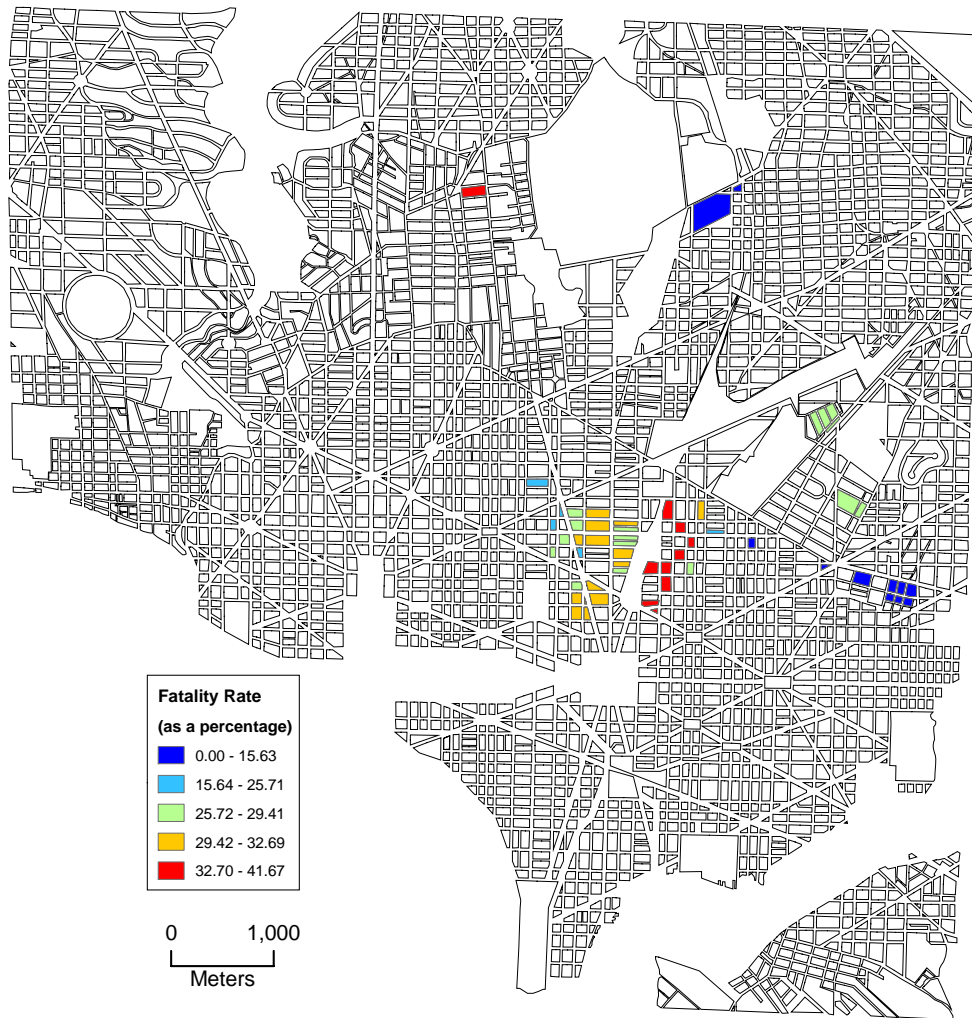 Fatality Rate
(as a percentage)
0.00 - 15.63
15.64 - 25.71
25.72 - 29.41
29.42 - 32.69
32.70 - 41.67
0 1,000
Meters